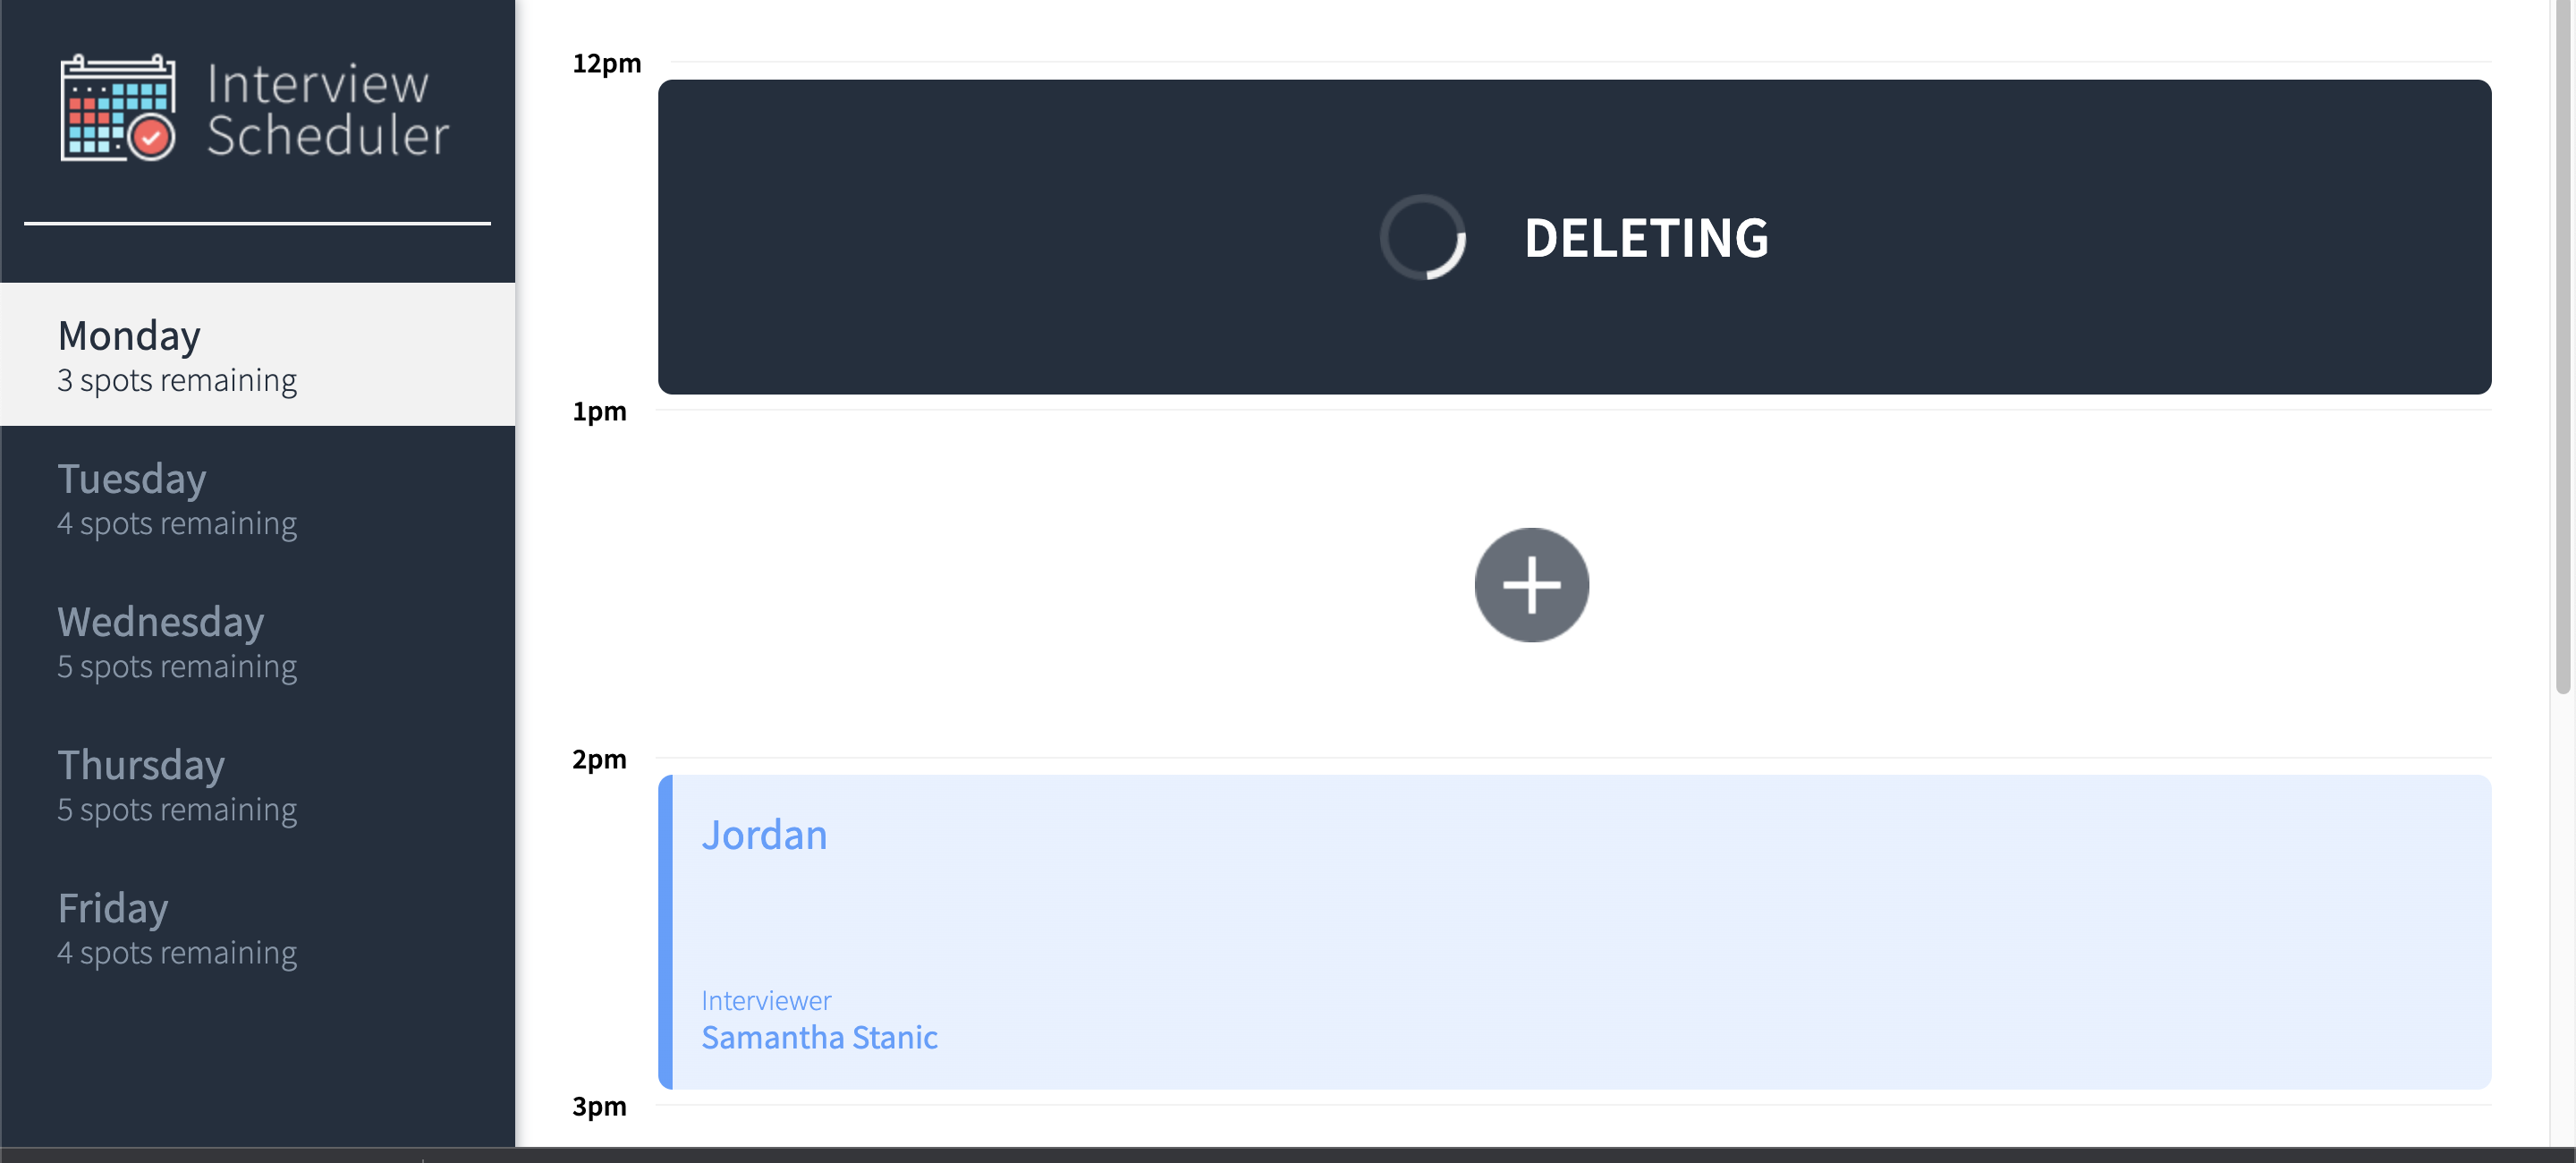 Interview
Scheduler
Monday
3 spots remaining
Tuesday
4 spots remaining
Wednesday
5 spots remaining
Thursday
5 spots remaining
Friday
4 spots remaining
12pm
DELETING
1pm
2pm
Jordan
Interviewer
Samantha Stanic
3pm